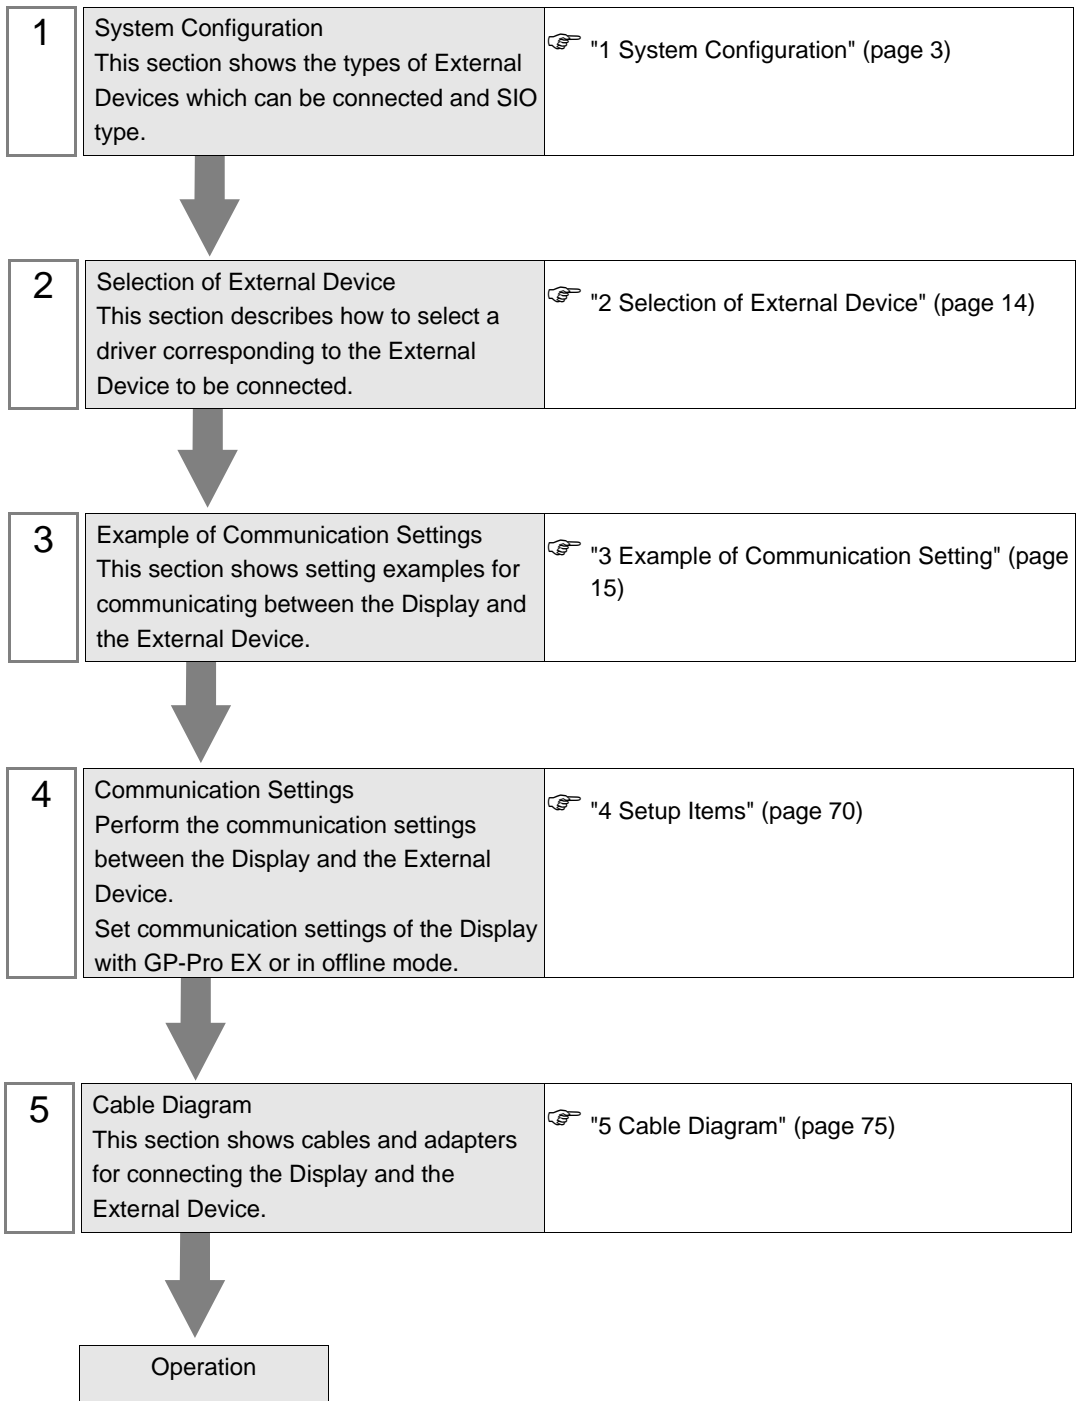 1
System Configuration
This section shows the types of External
Devices which can be connected and SIO
type.
"1 System Configuration" (page 3)
2
Selection of External Device
This section describes how to select a
driver corresponding to the External
Device to be connected.
"2 Selection of External Device" (page 14)
3
Example of Communication Settings
This section shows setting examples for
communicating between the Display and
the External Device.
"3 Example of Communication Setting" (page
15)
4
Communication Settings
Perform the communication settings
between the Display and the External
Device.
Set communication settings of the Display
with GP-Pro EX or in offline mode.
"4 Setup Items" (page 70)
5
Cable Diagram
This section shows cables and adapters
for connecting the Display and the
External Device.
"5 Cable Diagram" (page 75)
Operation